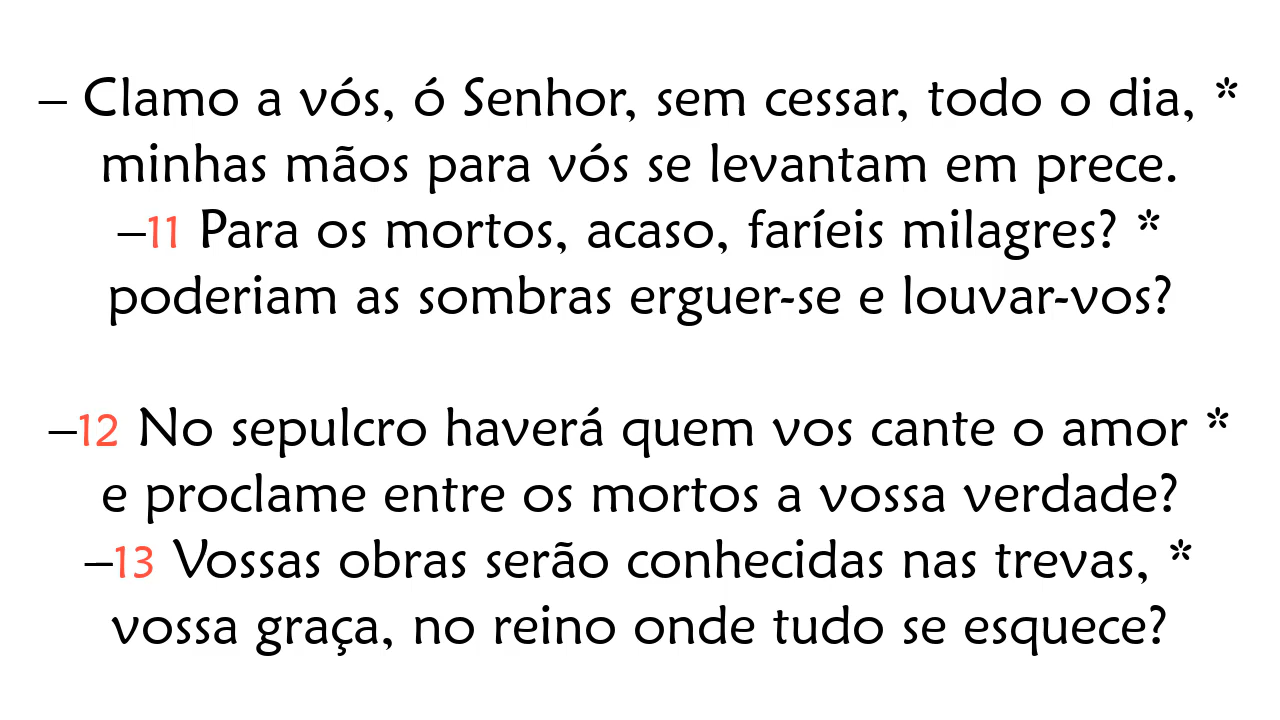 – Clamo a vós, ó Senhor, sem cessar, todo o dia, *
minhas mãos para vós se levantam em prece.
–11 Para os mortos, acaso, faríeis milagres? *
poderiam as sombras erguer-se e louvar-vos?
–12 No sepulcro haverá quem vos cante o amor *
e proclame entre os mortos a vossa verdade?
–13 Vossas obras serão conhecidas nas trevas, *
vossa graça, no reino onde tudo se esquece?